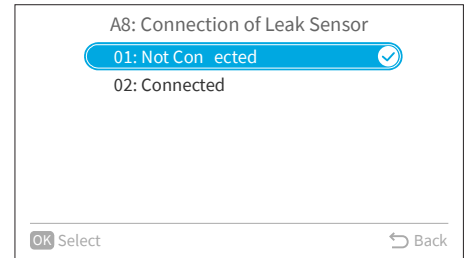 A8: Connection of Leak Sensor
01: Not Con ected
02: Connected
OK Select
Back